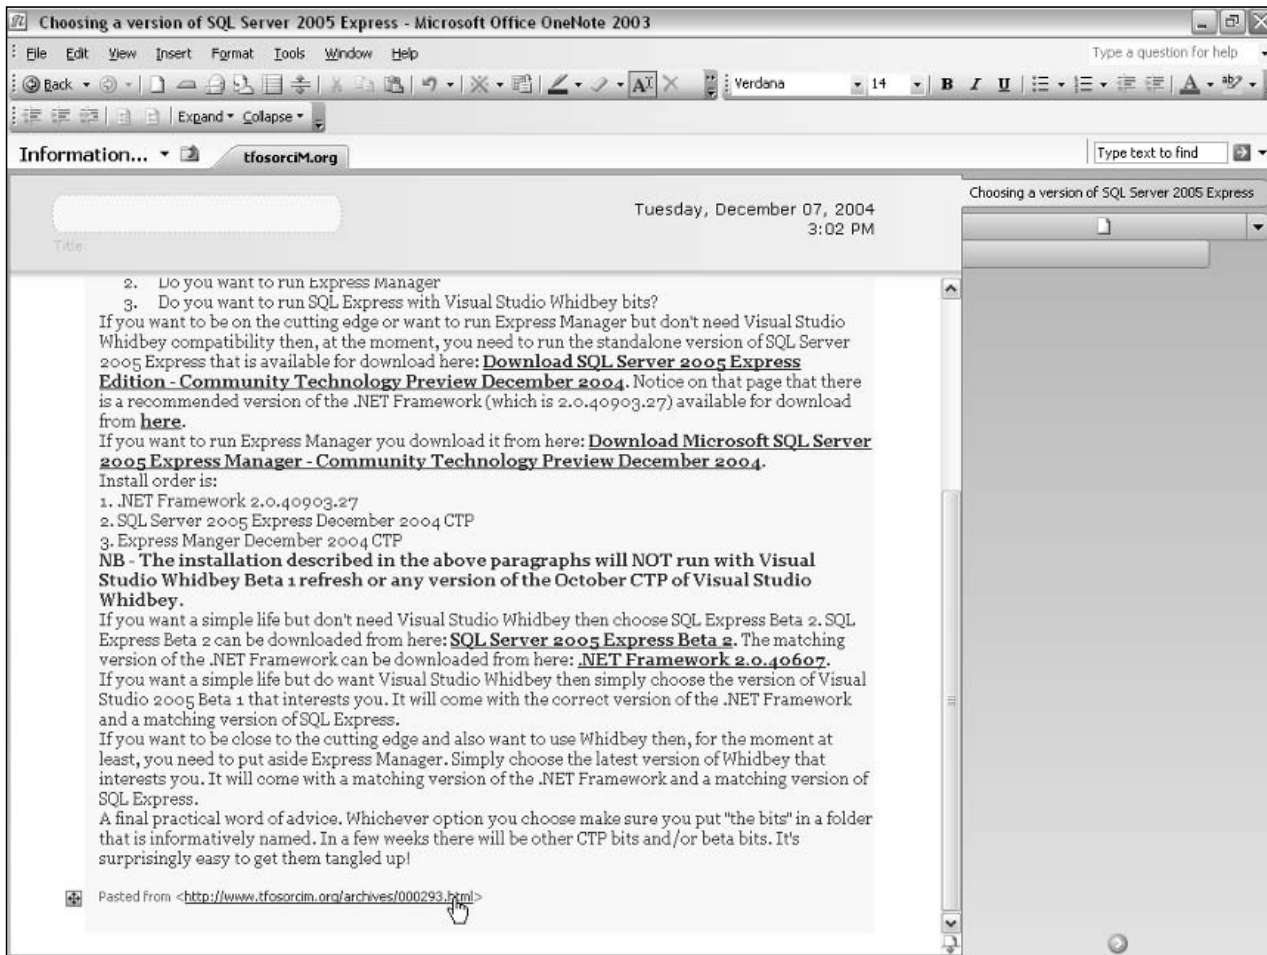 Choosing a version of SQL Server 2005 Express - Microsoft Office OneNote 2003
File Edit View Insert Format Tools Window Help
Type a question for help
Back
Verdana 14 B I U
Expand Collapse
Information... tfosorciM.org
Type text to find
Choosing a version of SQL Server 2005 Express
Tuesday, December 07, 2004
3:02 PM
Title
2. Do you want to run Express Manager
3. Do you want to run SQL Express with Visual Studio Whidbey bits?
If you want to be on the cutting edge or want to run Express Manager but don't need Visual Studio
Whidbey compatibility then, at the moment, you need to run the standalone version of SQL Server
2005 Express that is available for download here: Download SQL Server 2005 Express
Edition - Community Technology Preview December 2004. Notice on that page that there
is a recommended version of the .NET Framework (which is 2.0.40903.27) available for download
from here.
If you want to run Express Manager you download it from here: Download Microsoft SQL Server
2005 Express Manager - Community Technology Preview December 2004.
Install order is:
1. .NET Framework 2.0.40903.27
2. SQL Server 2005 Express December 2004 CTP
3. Express Manger December 2004 CTP
NB - The installation described in the above paragraphs will NOT run with Visual
Studio Whidbey Beta 1 refresh or any version of the October CTP of Visual Studio
Whidbey.
If you want a simple life but don't need Visual Studio Whidbey then choose SQL Express Beta 2. SQL
Express Beta 2 can be downloaded from here: SQL Server 2005 Express Beta 2. The matching
version of the .NET Framework can be downloaded from here: .NET Framework 2.0.40607.
If you want a simple life but do want Visual Studio Whidbey then simply choose the version of Visual
Studio 2005 Beta 1 that interests you. It will come with the correct version of the .NET Framework
and a matching version of SQL Express.
If you want to be close to the cutting edge and also want to use Whidbey then, for the moment at
least, you need to put aside Express Manager. Simply choose the latest version of Whidbey that
interests you. It will come with a matching version of the .NET Framework and a matching version of
SQL Express.
A final practical word of advice. Whichever option you choose make sure you put "the bits" in a folder
that is informatively named. In a few weeks there will be other CTP bits and/or beta bits. It's
surprisingly easy to get them tangled up!
Pasted from <http://www.tfosorcim.org/archives/000293.html>